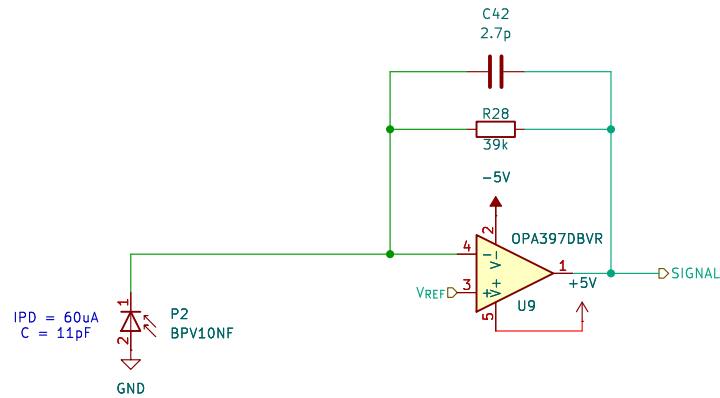 C42
2.7p
R28
39k
-5V
2
OPA397DBVR
4
-
V-
1
SIGNAL
+5V
VREF
3
+
V+
U9
5
1
P2
IPD = 60uA
BPV10NF
C = 11pF
2
GND